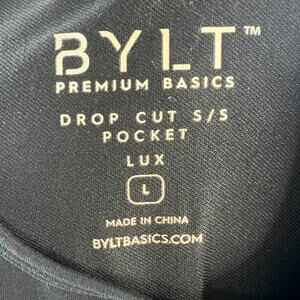 BYLT™
PREMIUM BASICS
DROP CUT S/S
POCKET
LUX
L
MADE IN CHINA
BYLTBASICS.COM